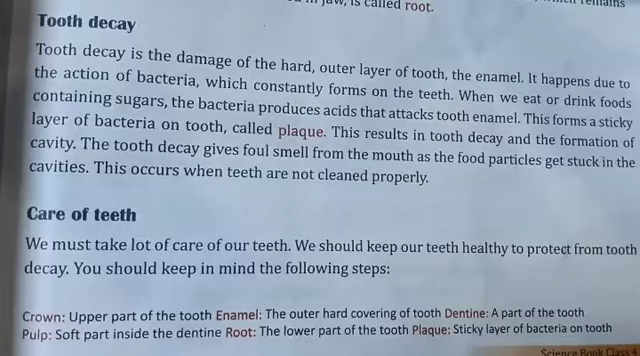 in jaw, is called root.
remains
Tooth decay
Tooth decay is the damage of the hard, outer layer of tooth, the enamel. It happens due to
the action of bacteria, which constantly forms on the teeth. When we eat or drink foods
containing sugars, the bacteria produces acids that attacks tooth enamel. This forms a sticky
layer of bacteria on tooth, called plaque. This results in tooth decay and the formation of
cavity. The tooth decay gives foul smell from the mouth as the food particles get stuck in the
cavities. This occurs when teeth are not cleaned properly.
Care of teeth
We must take lot of care of our teeth. We should keep our teeth healthy to protect from tooth
decay. You should keep in mind the following steps:
Crown: Upper part of the tooth Enamel: The outer hard covering of tooth Dentine: A part of the tooth
Pulp: Soft part inside the dentine Root: The lower part of the tooth Plaque: Sticky layer of bacteria on tooth
Science Book Class